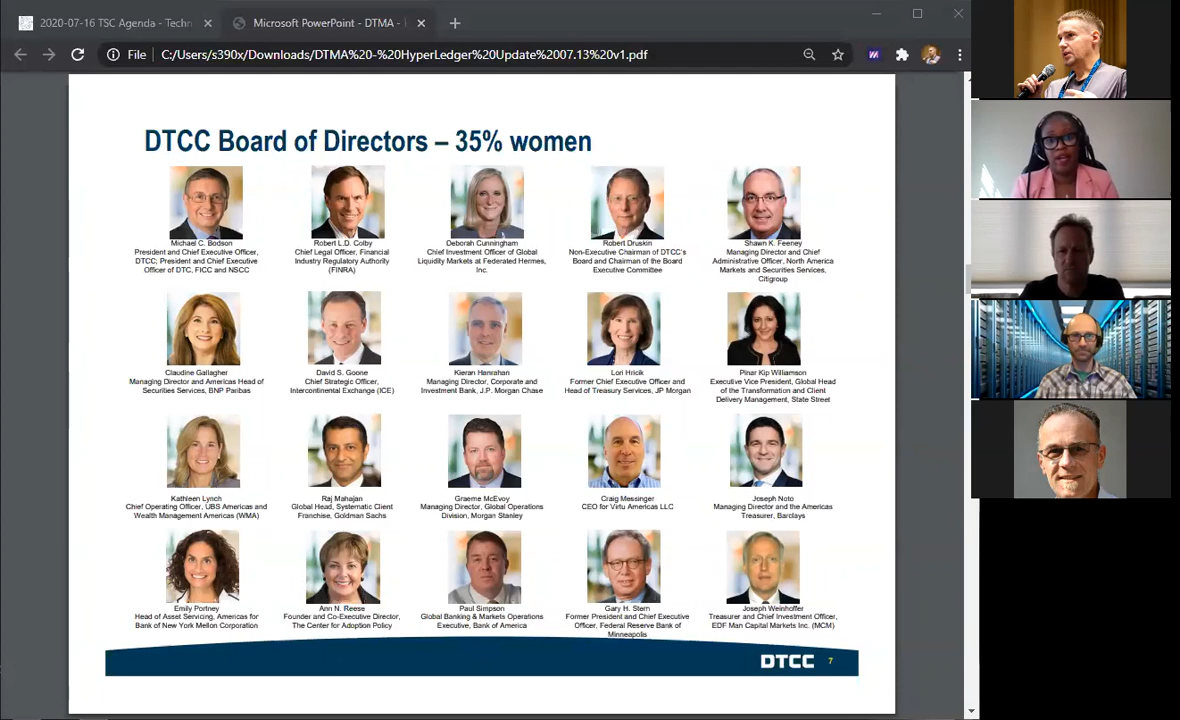 2020-07-16 TSC Agenda - Techn
Microsoft PowerPoint - DTMA -
File
C:/Users/s390x/Downloads/DTMA%20-%20HyperLedger%20Update%2007.13%20v1.pdf
DTCC Board of Directors – 35% women
Michael C. Bodson
President and Chief Executive Officer,
DTCC; President and Chief Executive
Officer of DTC, FICC and NSCC
Robert L.D. Colby
Chief Legal Officer, Financial
Industry Regulatory Authority
(FINRA)
Deborah Cunningham
Chief Investment Officer of Global
Liquidity Markets at Federated Hermes,
Inc.
Robert Druskin
Non-Executive Chairman of DTCC's
Board and Chairman of the Board
Executive Committee
Shawn K. Feeney
Managing Director and Chief
Administrative Officer, North America
Markets and Securities Services,
Citigroup
Claudine Gallagher
Managing Director and Americas Head of
Securities Services, BNP Paribas
David S. Goone
Chief Strategic Officer,
Intercontinental Exchange (ICE)
Kieran Hanrahan
Managing Director, Corporate and
Investment Bank, J.P. Morgan Chase
Lori Hricik
Former Chief Executive Officer and
Head of Treasury Services, JP Morgan
Pinar Kip Williamson
Executive Vice President, Global Head
of the Transformation and Client
Delivery Management, State Street
Kathleen Lynch
Chief Operating Officer, UBS Americas and
Wealth Management Americas (WMA)
Raj Mahajan
Global Head, Systematic Client
Franchise, Goldman Sachs
Graeme McEvoy
Managing Director, Global Operations
Division, Morgan Stanley
Craig Messinger
CEO for Virtu Americas LLC
Joseph Noto
Managing Director and the Americas
Treasurer, Barclays
Emily Portney
Head of Asset Servicing, Americas for
Bank of New York Mellon Corporation
Ann N. Reese
Founder and Co-Executive Director,
The Center for Adoption Policy
Paul Simpson
Global Banking & Markets Operations
Executive, Bank of America
Gary H. Stern
Former President and Chief Executive
Officer, Federal Reserve Bank of
Minneapolis
Joseph Weinhoffer
Treasurer and Chief Investment Officer,
EDF Man Capital Markets Inc. (MCM)
DTCC 7